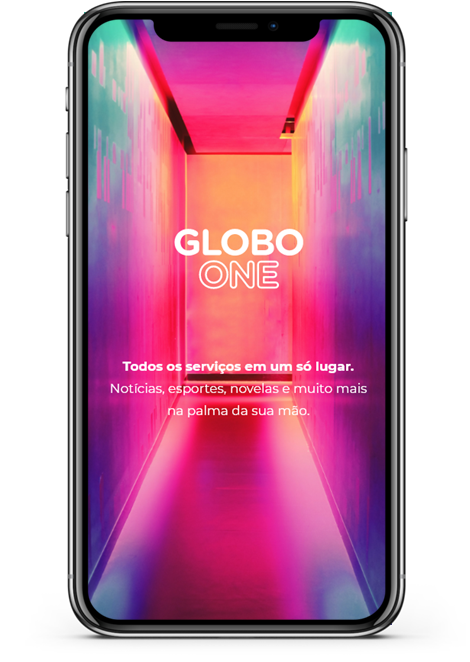 GLOBO
ONE
Todos os serviços em um só lugar.
Notícias, esportes, novelas e muito mais
na palma da sua mão.